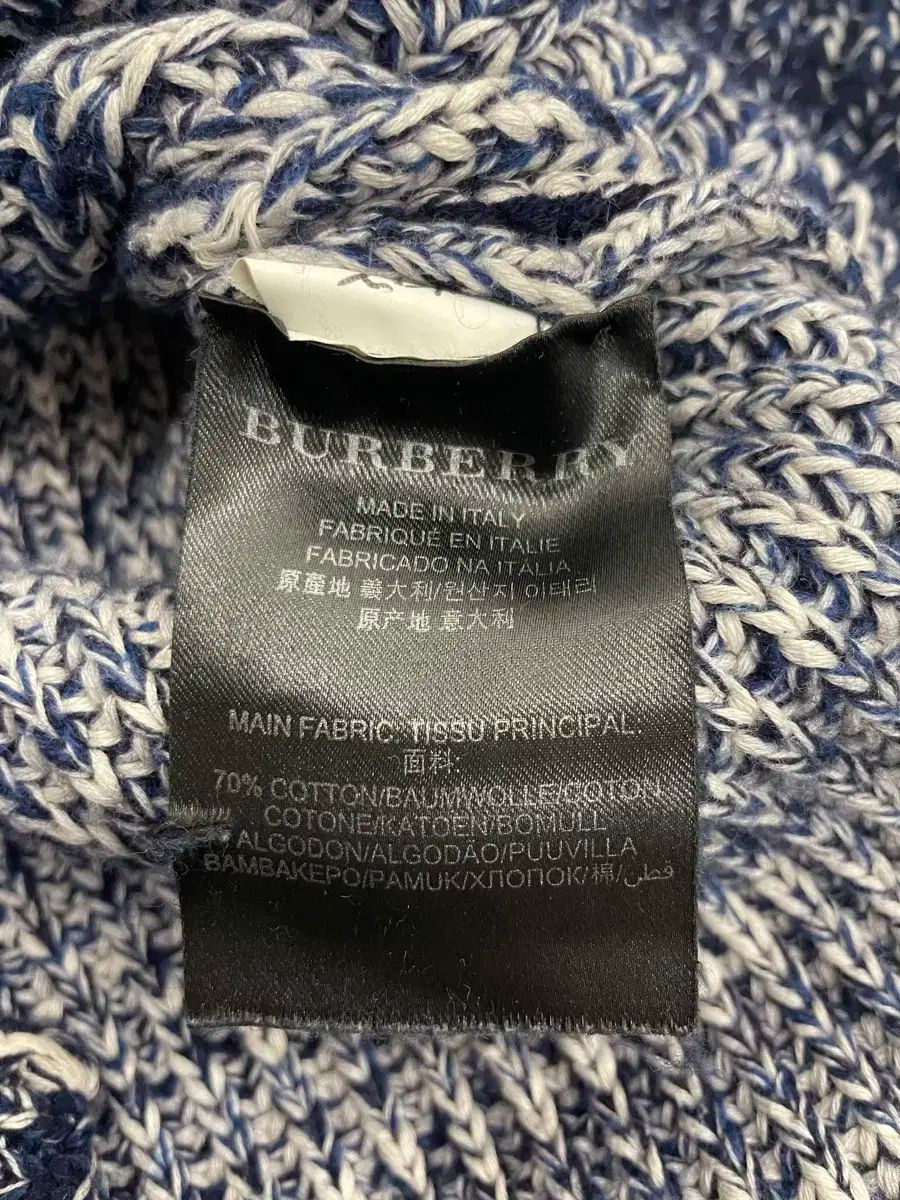 BURBERRY
MADE IN ITALY
FABRIQUÉ EN ITALIE
FABRICADO NA ITALIA
原產地 義大利/원산지 이태리
原产地 意大利
MAIN FABRIC: TISSU PRINCIPAL.
面料:
70% COTTON/BAUMWOLLE/COTON
COTONE/KATOEN/BOMULL
ALGODON/ALGODÃO/PUUVILLA
BAMBAKEPO/PAMUK/ХЛОПОК/棉/قطن/